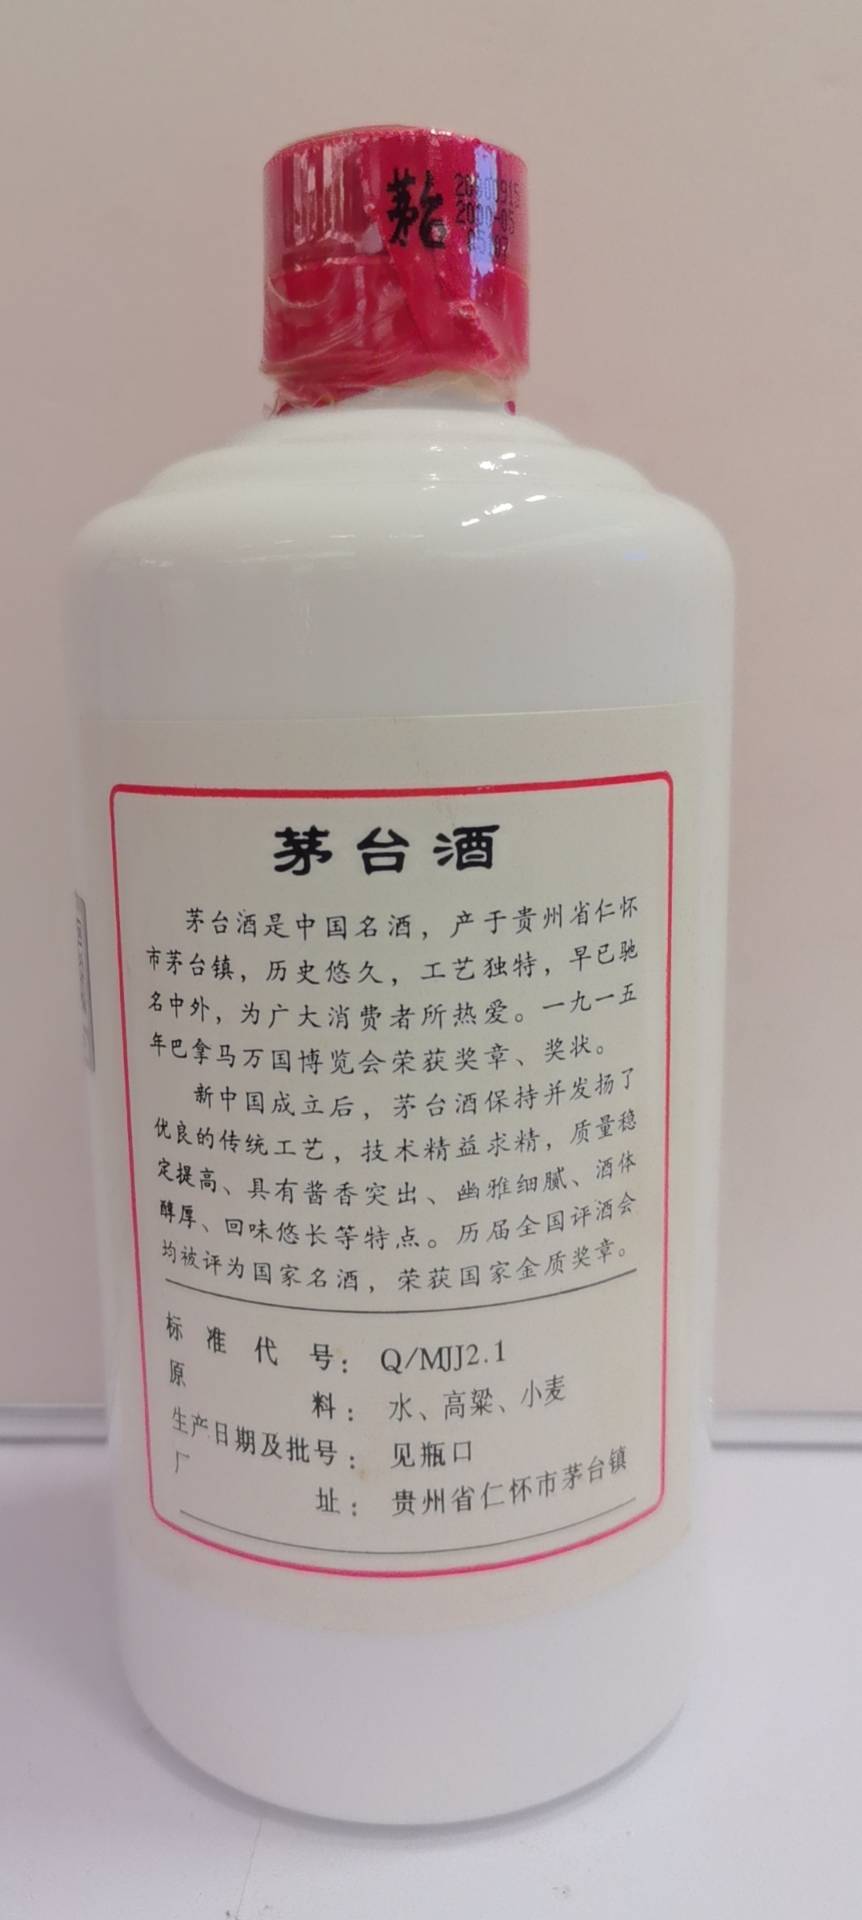 茅台
20000915
2000-05
茅台酒
茅台酒是中国名酒，产于贵州省仁怀
市茅台镇，历史悠久，工艺独特，早已驰
名中外，为广大消费者所热爱。一九一五
年巴拿马万国博览会荣获奖章、奖状。
新中国成立后，茅台酒保持并发扬了
优良的传统工艺，技术精益求精，质量稳
定提高、具有酱香突出、幽雅细腻、酒体
醇厚、回味悠长等特点。历届全国评酒会
均被评为国家名酒，荣获国家金质奖章。
标准代号：Q/MJJ2.1
原料：水、高粱、小麦
生产日期及批号：见瓶口
厂址：贵州省仁怀市茅台镇